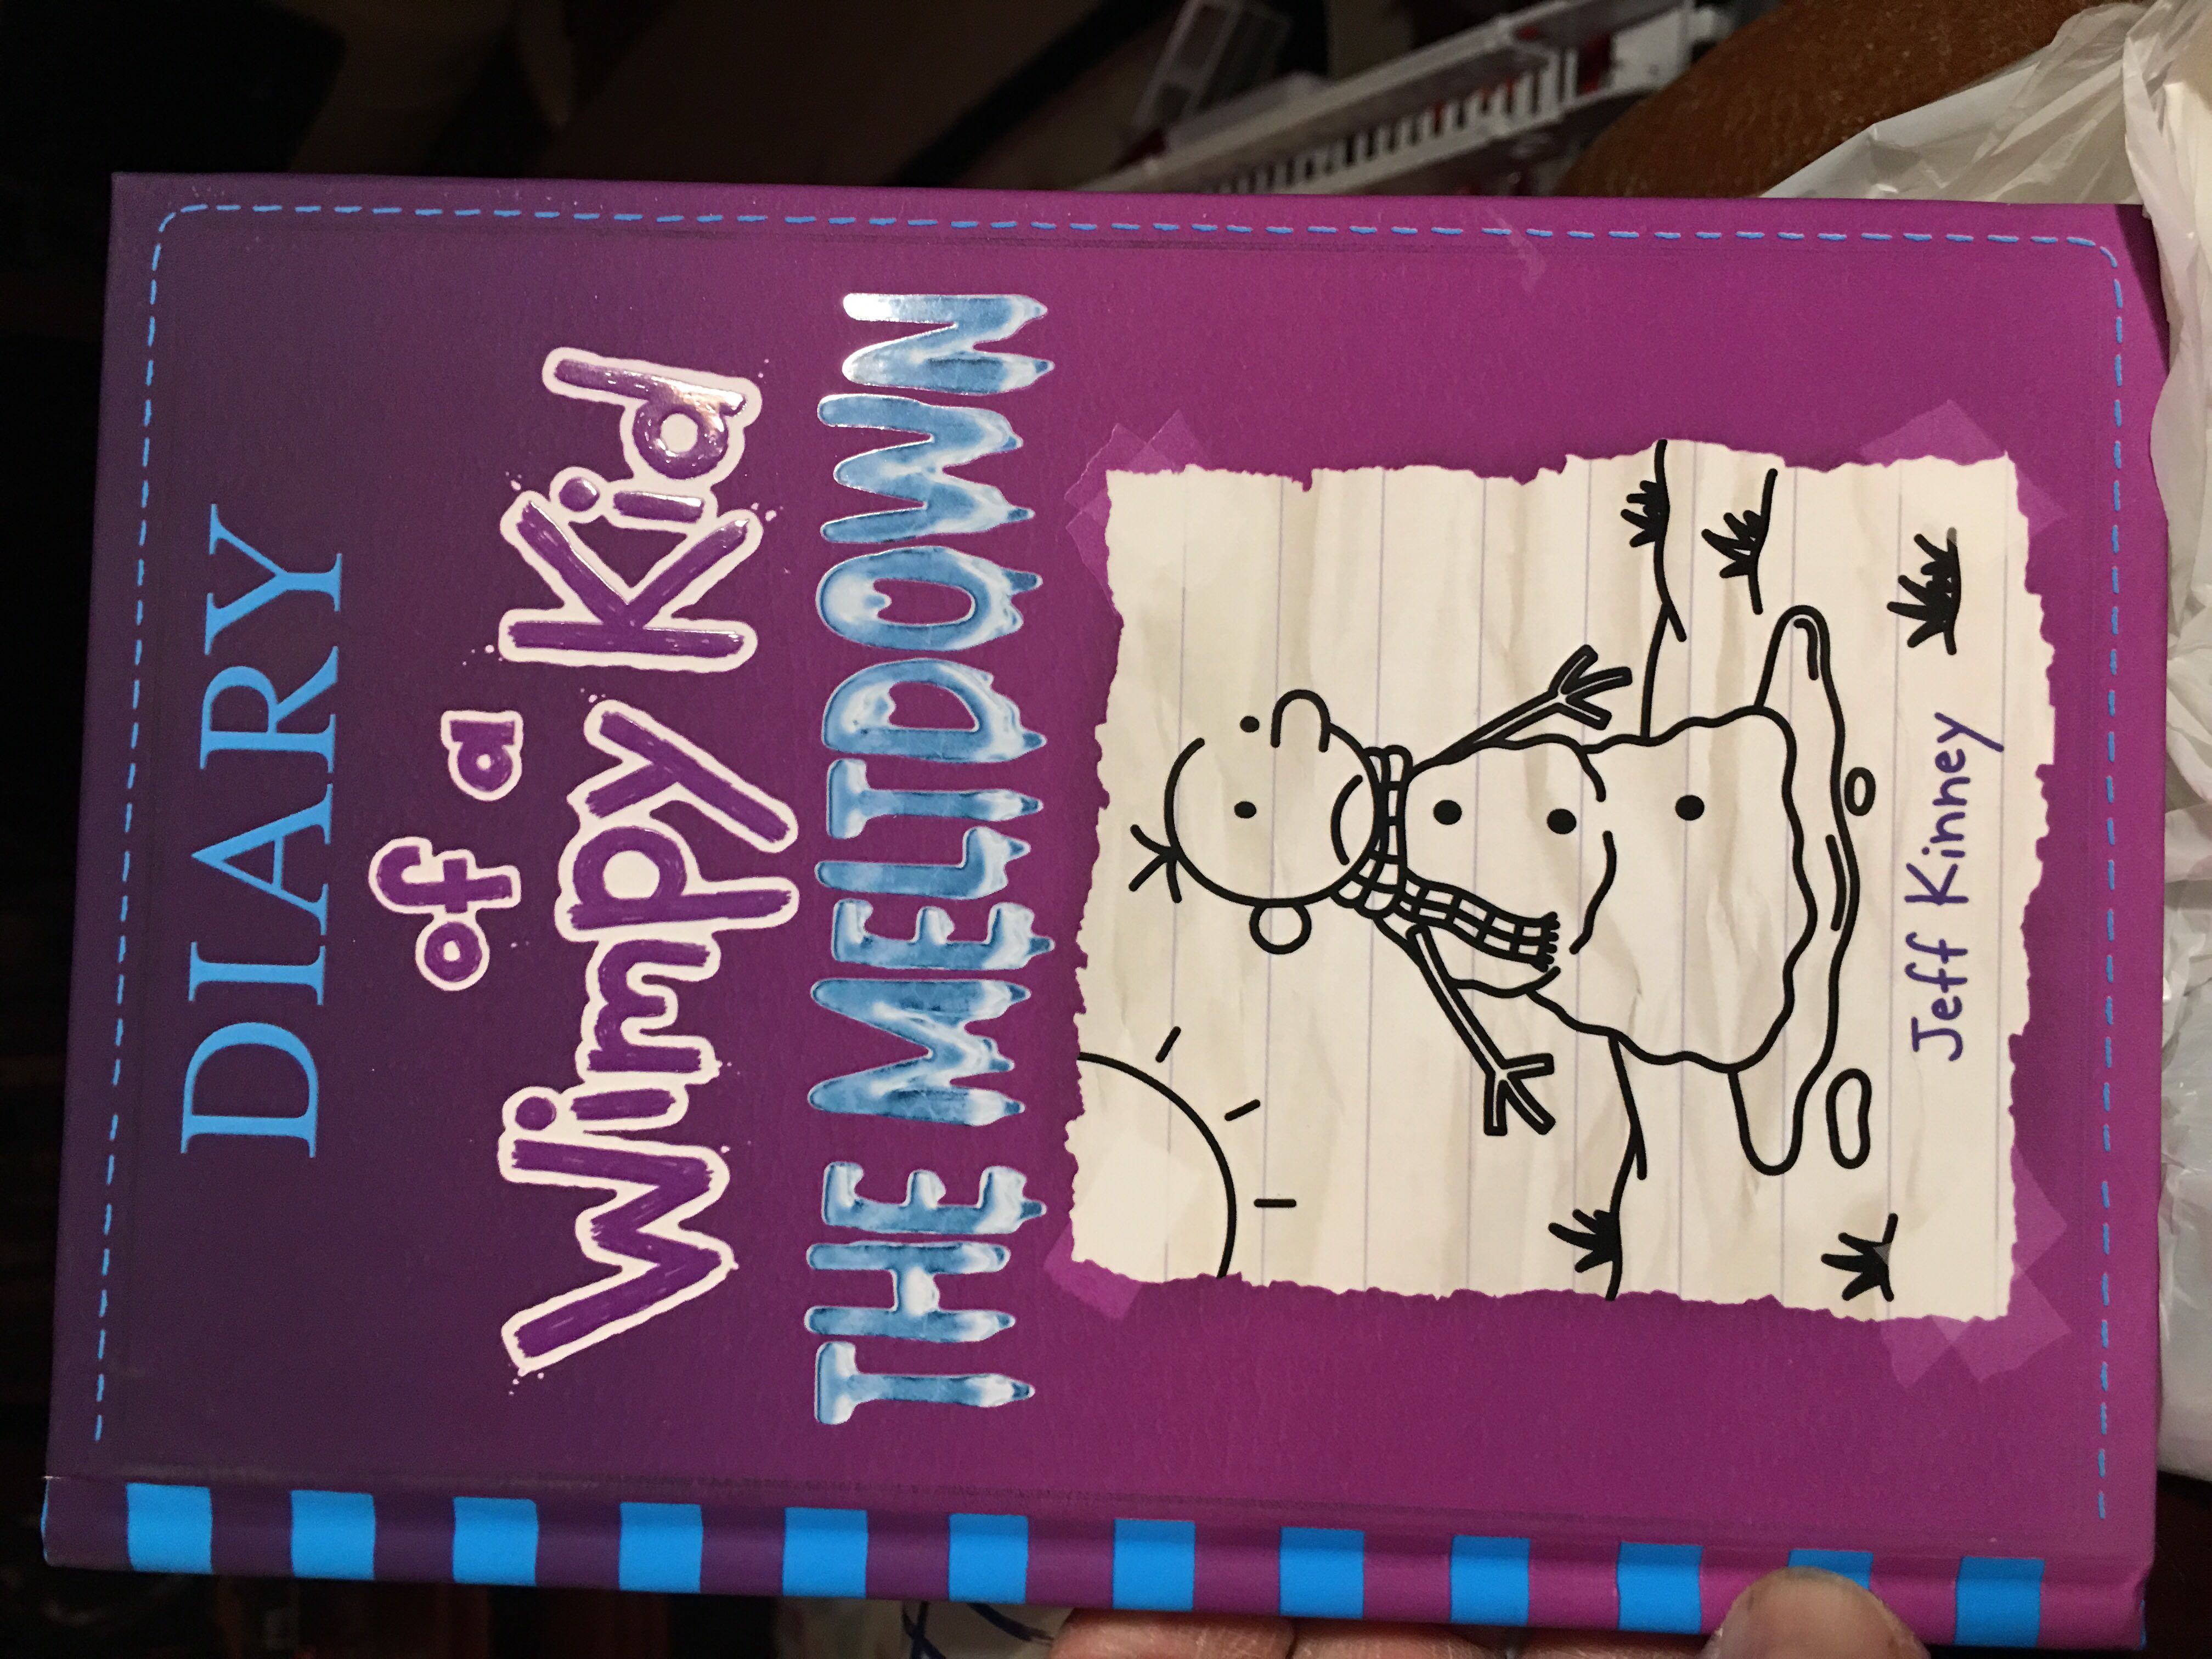 DIARY
of a
Wimpy Kid
THE MELTDOWN
Jeff Kinney